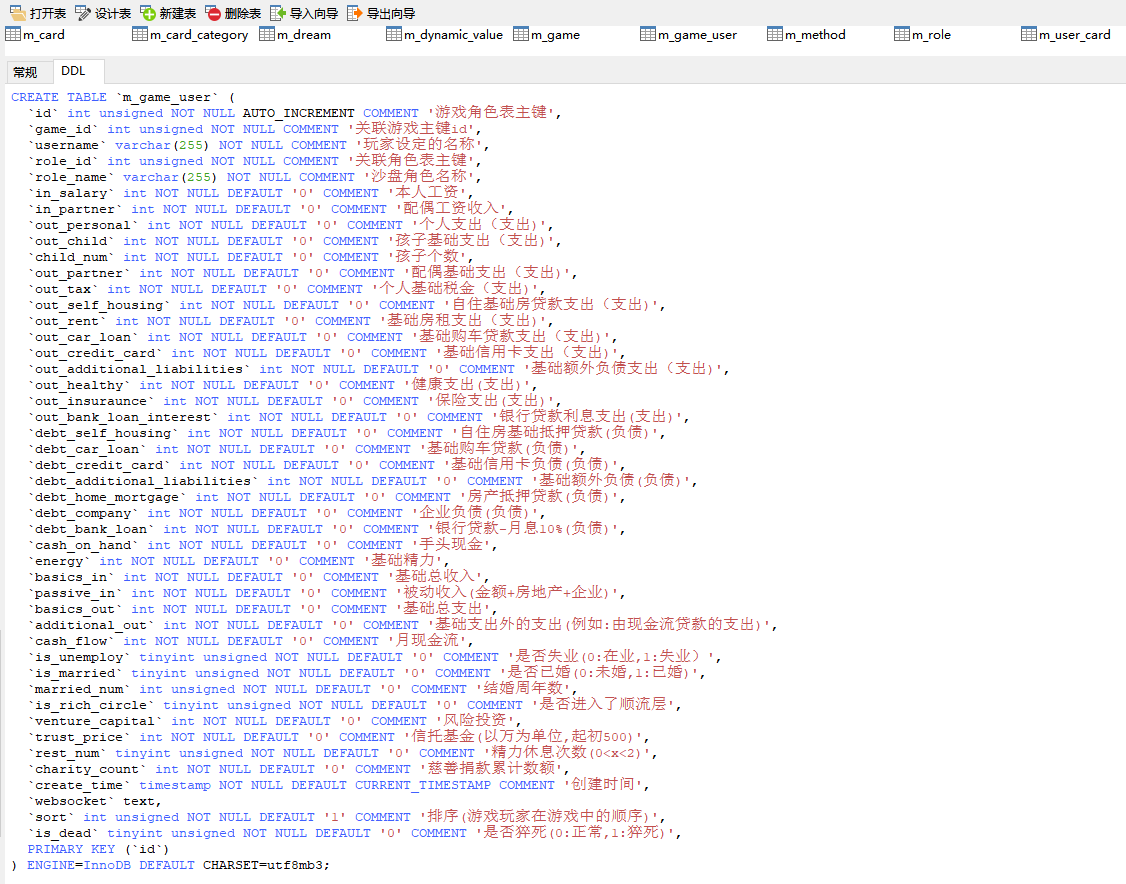 打开表 设计表 新建表 删除表 导入向导 导出向导
m_card m_card_category m_dream m_dynamic_value m_game m_game_user m_method m_role m_user_card
常规 DDL
CREATE TABLE `m_game_user` (
`id` int unsigned NOT NULL AUTO_INCREMENT COMMENT '游戏角色表主键',
`game_id` int unsigned NOT NULL COMMENT '关联游戏主键id',
`username` varchar(255) NOT NULL COMMENT '玩家设定的名称',
`role_id` int unsigned NOT NULL COMMENT '关联角色表主键',
`role_name` varchar(255) NOT NULL COMMENT '沙盘角色名称',
`in_salary` int NOT NULL DEFAULT '0' COMMENT '本人工资',
`in_partner` int NOT NULL DEFAULT '0' COMMENT '配偶工资收入',
`out_personal` int NOT NULL DEFAULT '0' COMMENT '个人支出（支出)',
`out_child` int NOT NULL DEFAULT '0' COMMENT '孩子基础支出（支出)',
`child_num` int NOT NULL DEFAULT '0' COMMENT '孩子个数',
`out_partner` int NOT NULL DEFAULT '0' COMMENT '配偶基础支出（支出)',
`out_tax` int NOT NULL DEFAULT '0' COMMENT '个人基础税金（支出)',
`out_self_housing` int NOT NULL DEFAULT '0' COMMENT '自住基础房贷款支出（支出)',
`out_rent` int NOT NULL DEFAULT '0' COMMENT '基础房租支出（支出)',
`out_car_loan` int NOT NULL DEFAULT '0' COMMENT '基础购车贷款支出（支出)',
`out_credit_card` int NOT NULL DEFAULT '0' COMMENT '基础信用卡支出（支出)',
`out_additional_liabilities` int NOT NULL DEFAULT '0' COMMENT '基础额外负债支出（支出)',
`out_healthy` int NOT NULL DEFAULT '0' COMMENT '健康支出(支出)',
`out_insuraunce` int NOT NULL DEFAULT '0' COMMENT '保险支出(支出)',
`out_bank_loan_interest` int NOT NULL DEFAULT '0' COMMENT '银行贷款利息支出(支出)',
`debt_self_housing` int NOT NULL DEFAULT '0' COMMENT '自住房基础抵押贷款(负债)',
`debt_car_loan` int NOT NULL DEFAULT '0' COMMENT '基础购车贷款(负债)',
`debt_credit_card` int NOT NULL DEFAULT '0' COMMENT '基础信用卡负债(负债)',
`debt_additional_liabilities` int NOT NULL DEFAULT '0' COMMENT '基础额外负债(负债)',
`debt_home_mortgage` int NOT NULL DEFAULT '0' COMMENT '房产抵押贷款(负债)',
`debt_company` int NOT NULL DEFAULT '0' COMMENT '企业负债(负债)',
`debt_bank_loan` int NOT NULL DEFAULT '0' COMMENT '银行贷款-月息10%(负债)',
`cash_on_hand` int NOT NULL DEFAULT '0' COMMENT '手头现金',
`energy` int NOT NULL DEFAULT '0' COMMENT '基础精力',
`basics_in` int NOT NULL DEFAULT '0' COMMENT '基础总收入',
`passive_in` int NOT NULL DEFAULT '0' COMMENT '被动收入(金额+房地产+企业)',
`basics_out` int NOT NULL DEFAULT '0' COMMENT '基础总支出',
`additional_out` int NOT NULL DEFAULT '0' COMMENT '基础支出外的支出(例如:由现金流贷款的支出)',
`cash_flow` int NOT NULL DEFAULT '0' COMMENT '月现金流',
`is_unemploy` tinyint unsigned NOT NULL DEFAULT '0' COMMENT '是否失业(0:在业,1:失业）',
`is_married` tinyint unsigned NOT NULL DEFAULT '0' COMMENT '是否已婚(0:未婚,1:已婚)',
`married_num` int unsigned NOT NULL DEFAULT '0' COMMENT '结婚周年数',
`is_rich_circle` tinyint unsigned NOT NULL DEFAULT '0' COMMENT '是否进入了顺流层',
`venture_capital` int NOT NULL DEFAULT '0' COMMENT '风险投资',
`trust_price` int NOT NULL DEFAULT '0' COMMENT '信托基金(以万为单位,起初500)',
`rest_num` tinyint unsigned NOT NULL DEFAULT '0' COMMENT '精力休息次数(0<x<2)',
`charity_count` int NOT NULL DEFAULT '0' COMMENT '慈善捐款累计数额',
`create_time` timestamp NOT NULL DEFAULT CURRENT_TIMESTAMP COMMENT '创建时间',
`websocket` text,
`sort` int unsigned NOT NULL DEFAULT '1' COMMENT '排序(游戏玩家在游戏中的顺序)',
`is_dead` tinyint unsigned NOT NULL DEFAULT '0' COMMENT '是否猝死(0:正常,1:猝死)',
PRIMARY KEY (`id`)
) ENGINE=InnoDB DEFAULT CHARSET=utf8mb3;